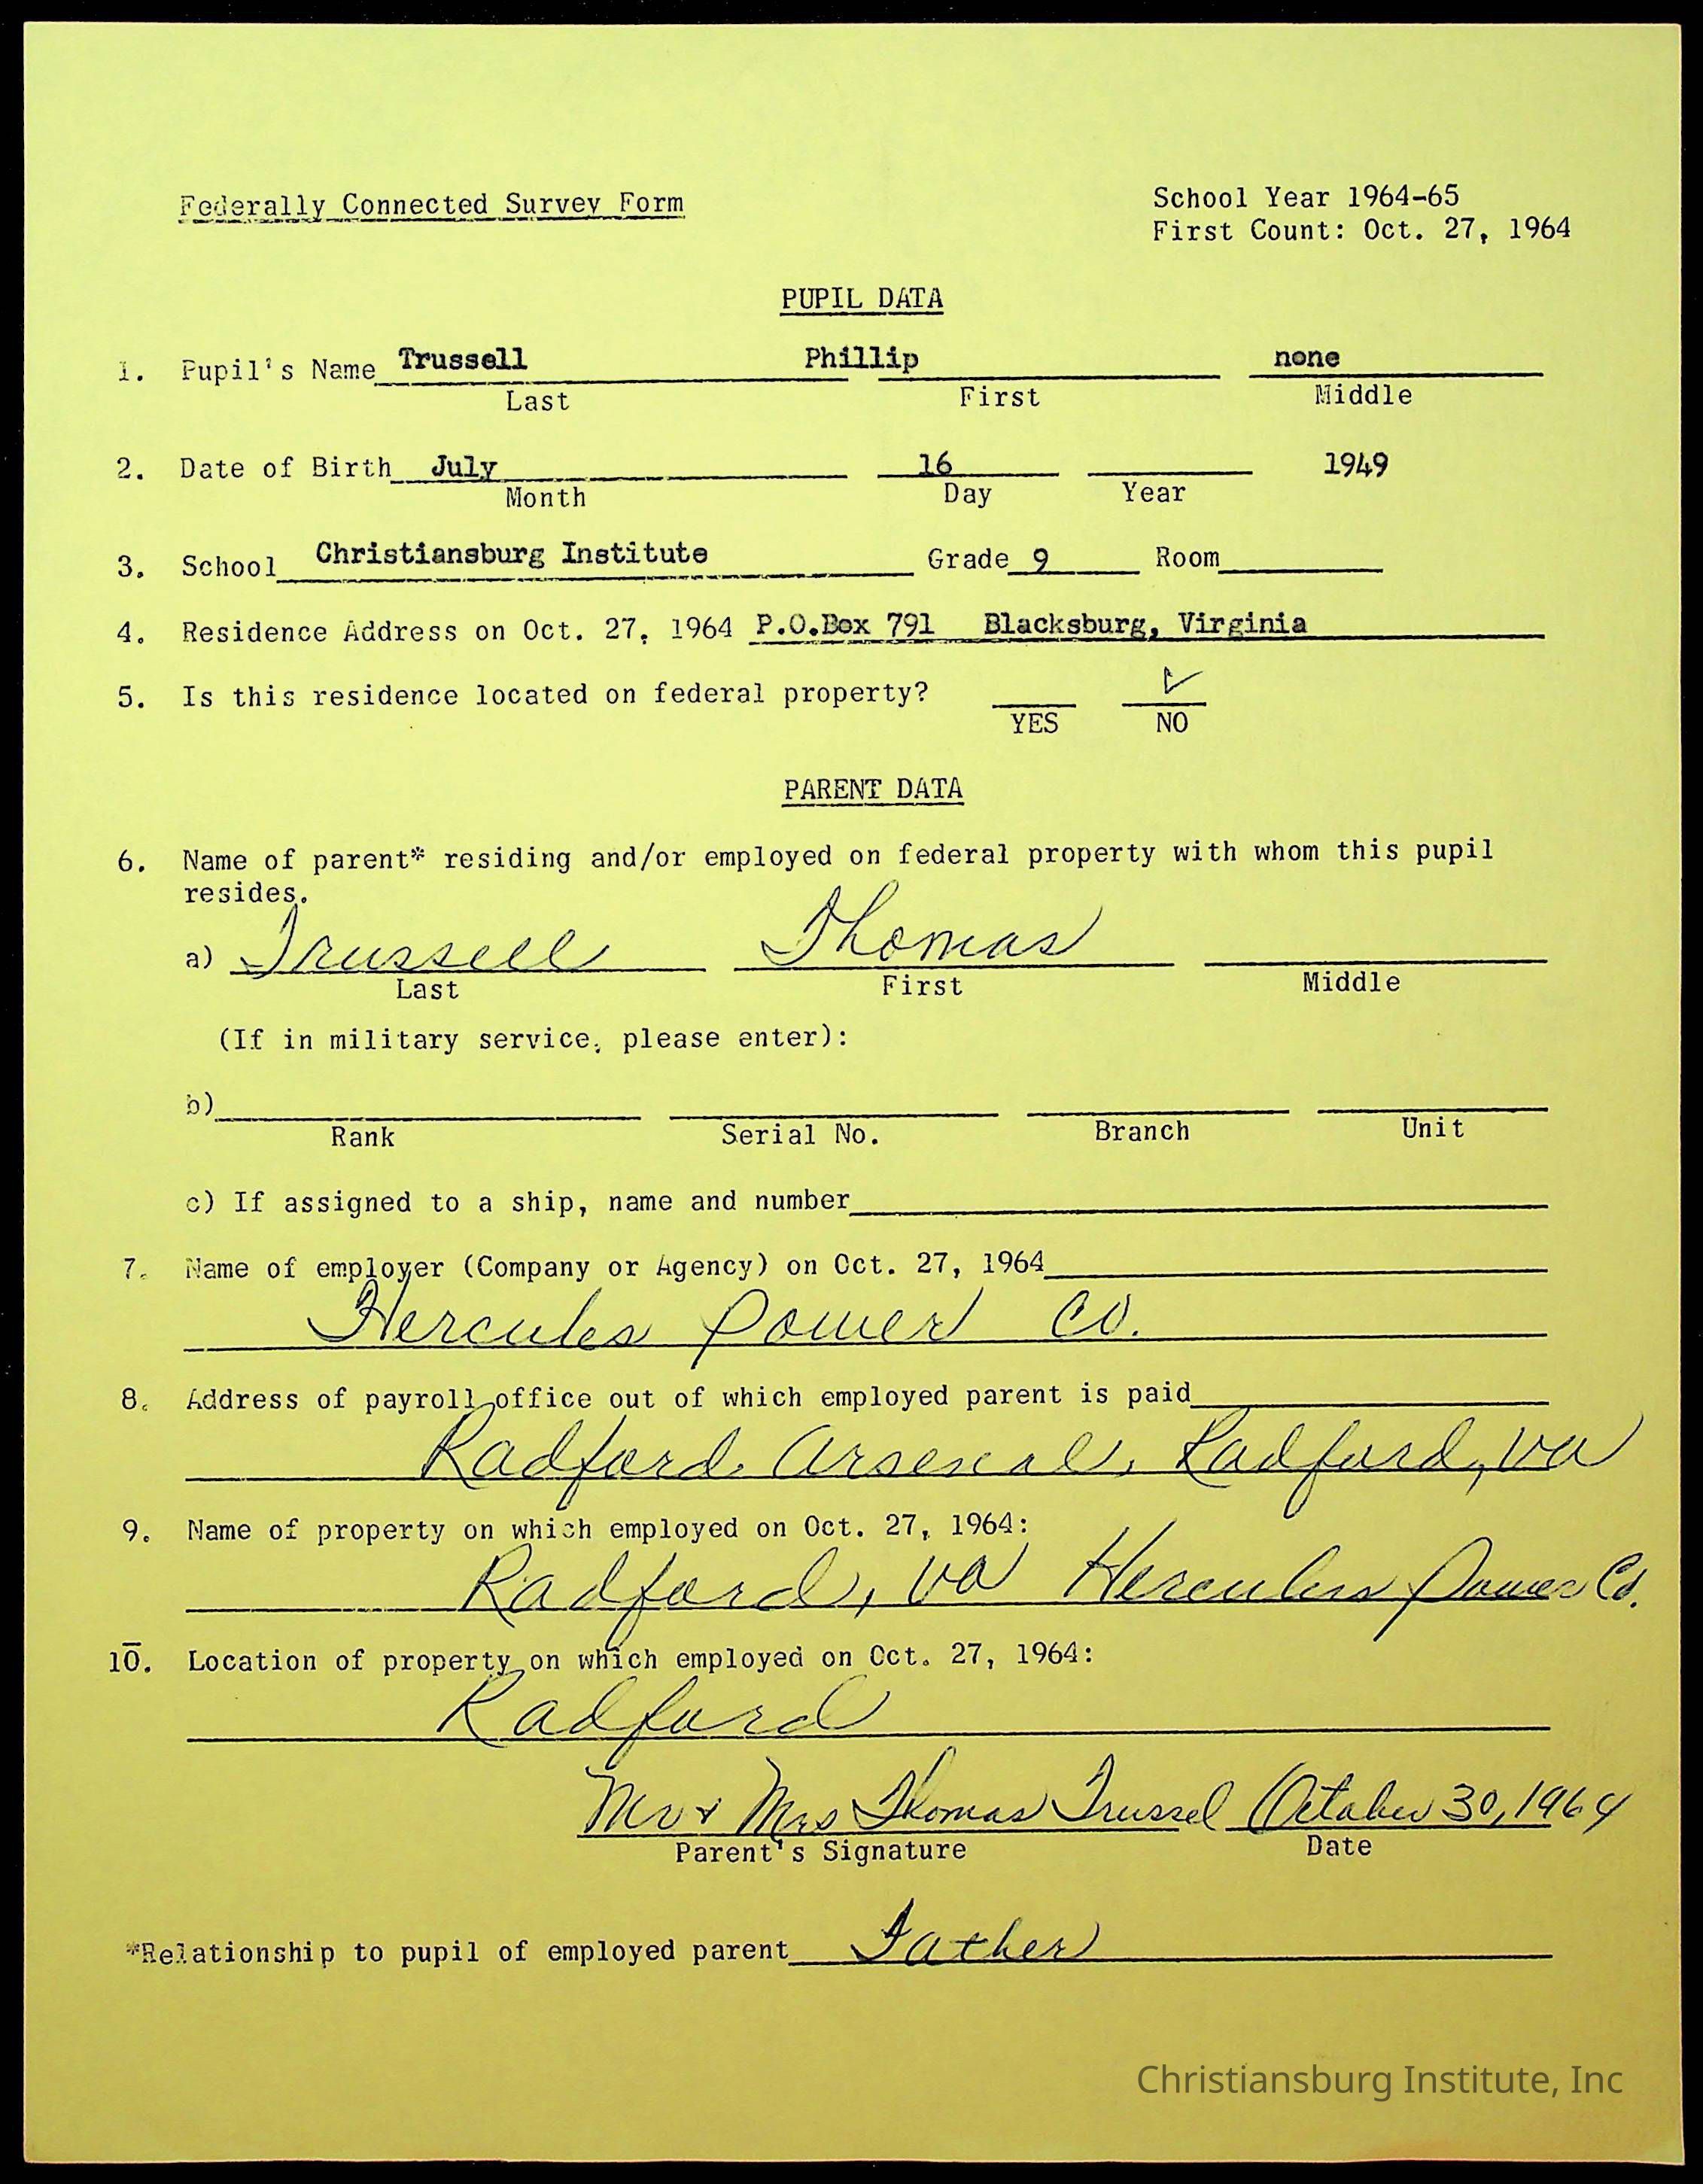 Federally Connected Survey Form
School Year 1964-65
First Count: Oct. 27, 1964
PUPIL DATA
1. Pupil's Name Trussell Phillip none
Last First Middle
2. Date of Birth July 16 1949
Month Day Year
3. School Christiansburg Institute Grade 9 Room
4. Residence Address on Oct. 27, 1964 P.O.Box 791 Blacksburg, Virginia
5. Is this residence located on federal property? ✓
YES NO
PARENT DATA
6. Name of parent* residing and/or employed on federal property with whom this pupil
resides.
a) Trussell Thomas
Last First Middle
(If in military service, please enter):
b)
Rank Serial No. Branch Unit
c) If assigned to a ship, name and number
7. Name of employer (Company or Agency) on Oct. 27, 1964
Hercules Power Co.
8. Address of payroll office out of which employed parent is paid
Radford. Arsenal, Radford, Va
9. Name of property on which employed on Oct. 27, 1964:
Radford, Va Hercules Power Co.
10. Location of property on which employed on Oct. 27, 1964:
Radford
Mr & Mrs Thomas Trussel October 30, 1964
Parent's Signature Date
*Relationship to pupil of employed parent Father
Christiansburg Institute, Inc